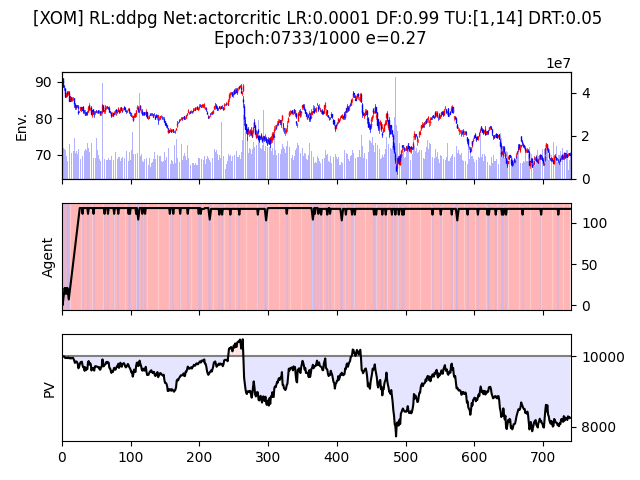 [XOM] RL:ddpg Net:actorcritic LR:0.0001 DF:0.99 TU:[1,14] DRT:0.05
Epoch:0733/1000 e=0.27
1e7
Env.
90
80
70
4
2
0
Agent
100
50
0
PV
10000
8000
0 100 200 300 400 500 600 700